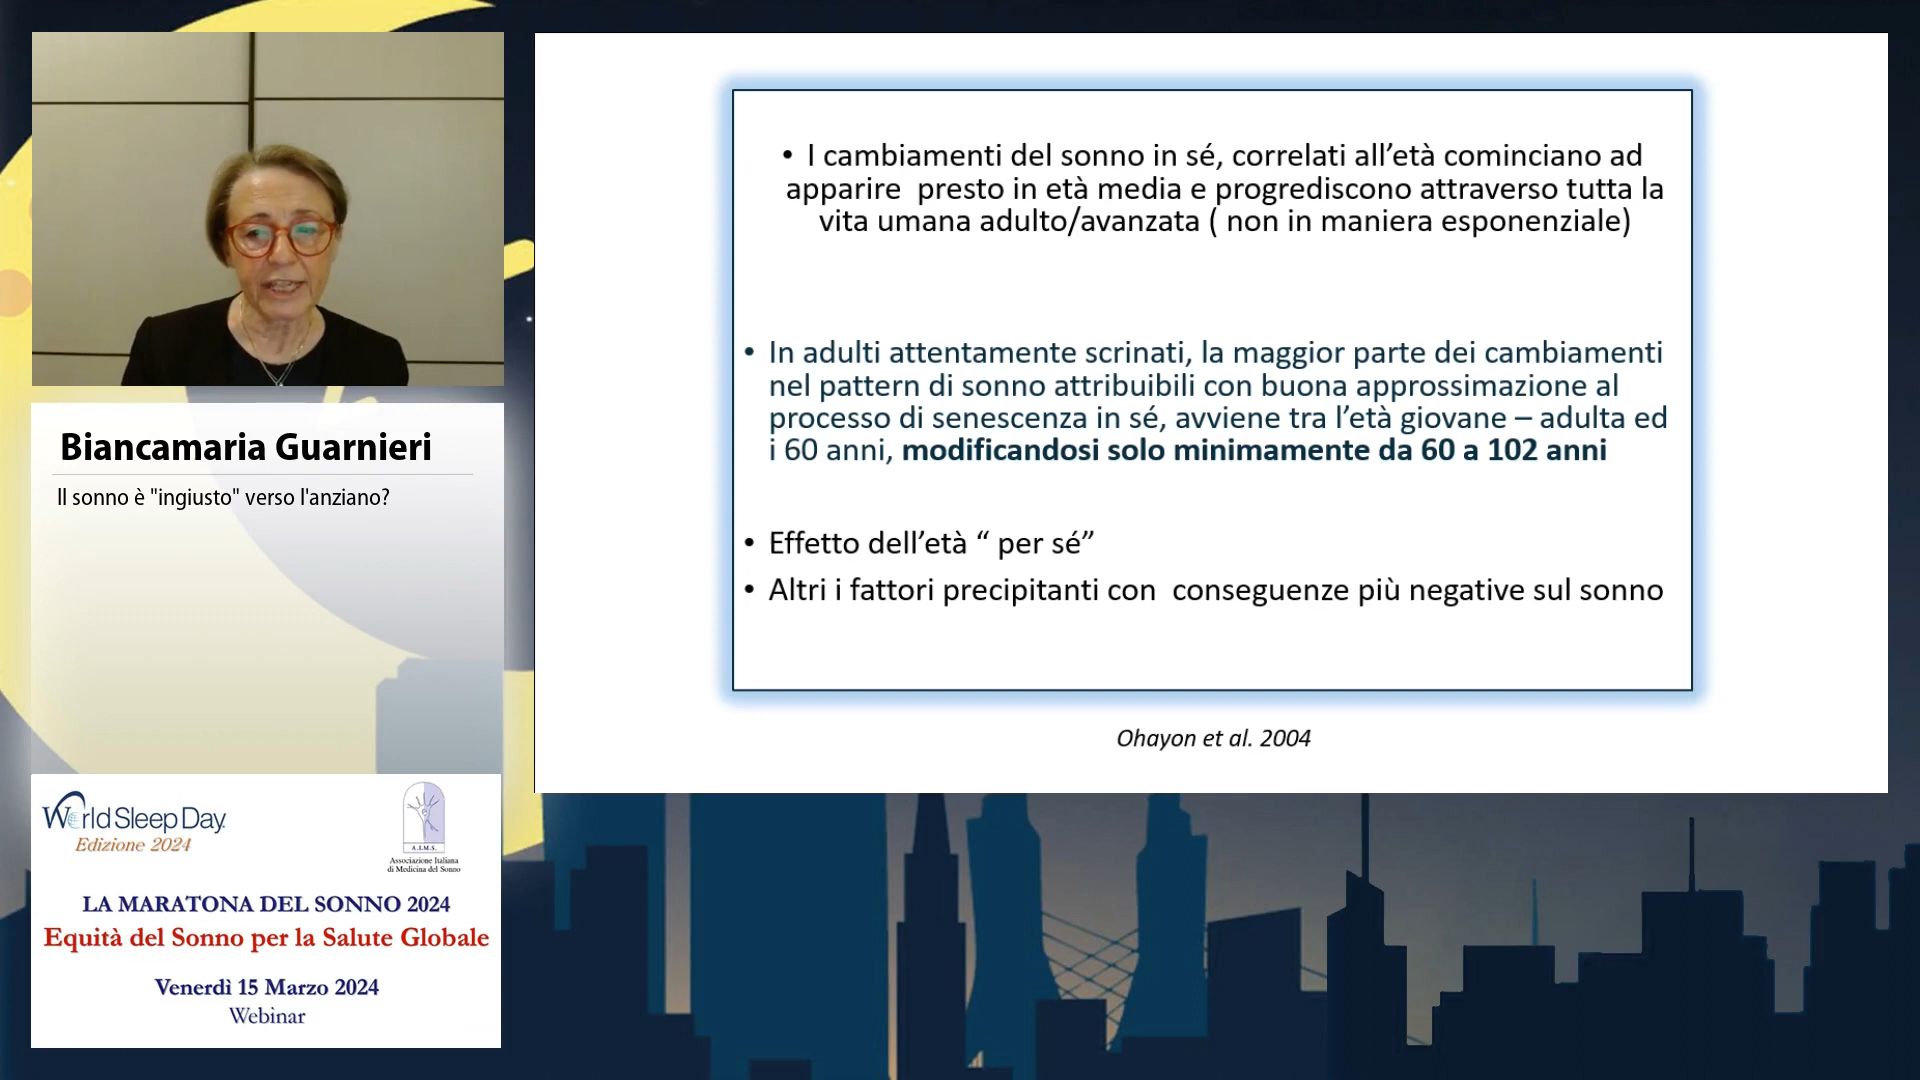 Biancamaria Guarnieri
Il sonno è "ingiusto" verso l'anziano?
World Sleep Day
Edizione 2024
A.I.M.S.
Associazione Italiana
di Medicina del Sonno
LA MARATONA DEL SONNO 2024
Equità del Sonno per la Salute Globale
Venerdì 15 Marzo 2024
Webinar
• I cambiamenti del sonno in sé, correlati all’età cominciano ad
apparire presto in età media e progrediscono attraverso tutta la
vita umana adulto/avanzata ( non in maniera esponenziale)
• In adulti attentamente scrinati, la maggior parte dei cambiamenti
nel pattern di sonno attribuibili con buona approssimazione al
processo di senescenza in sé, avviene tra l’età giovane – adulta ed
i 60 anni, modificandosi solo minimamente da 60 a 102 anni
• Effetto dell’età “ per sé”
• Altri i fattori precipitanti con conseguenze più negative sul sonno
Ohayon et al. 2004